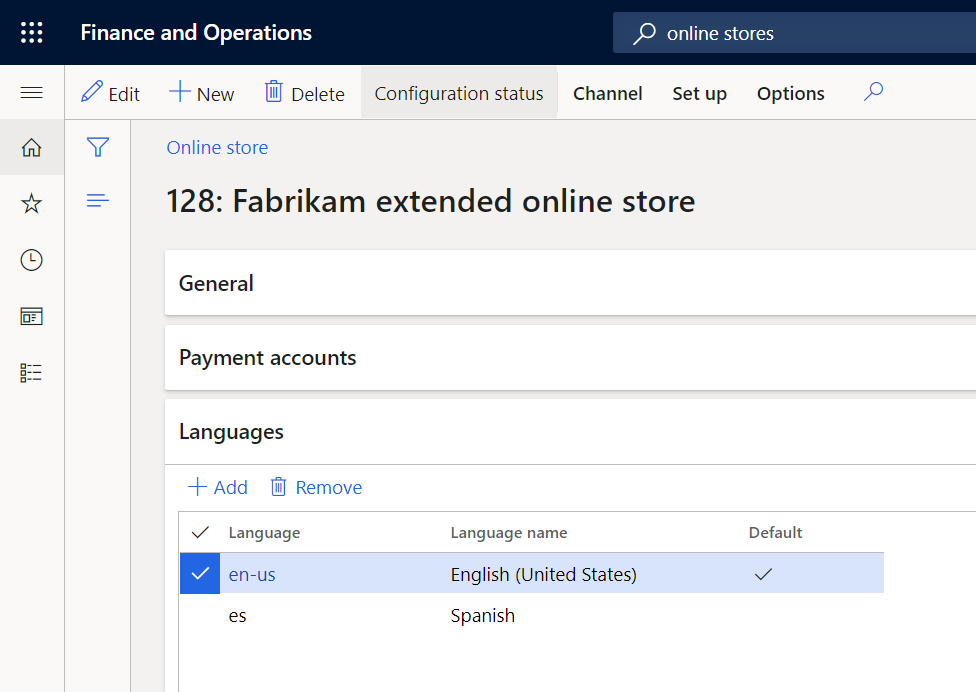 Finance and Operations
online stores
Edit New Delete Configuration status Channel Set up Options
Online store
128: Fabrikam extended online store
General
Payment accounts
Languages
Add Remove
Language Language name Default
en-us English (United States)
es Spanish